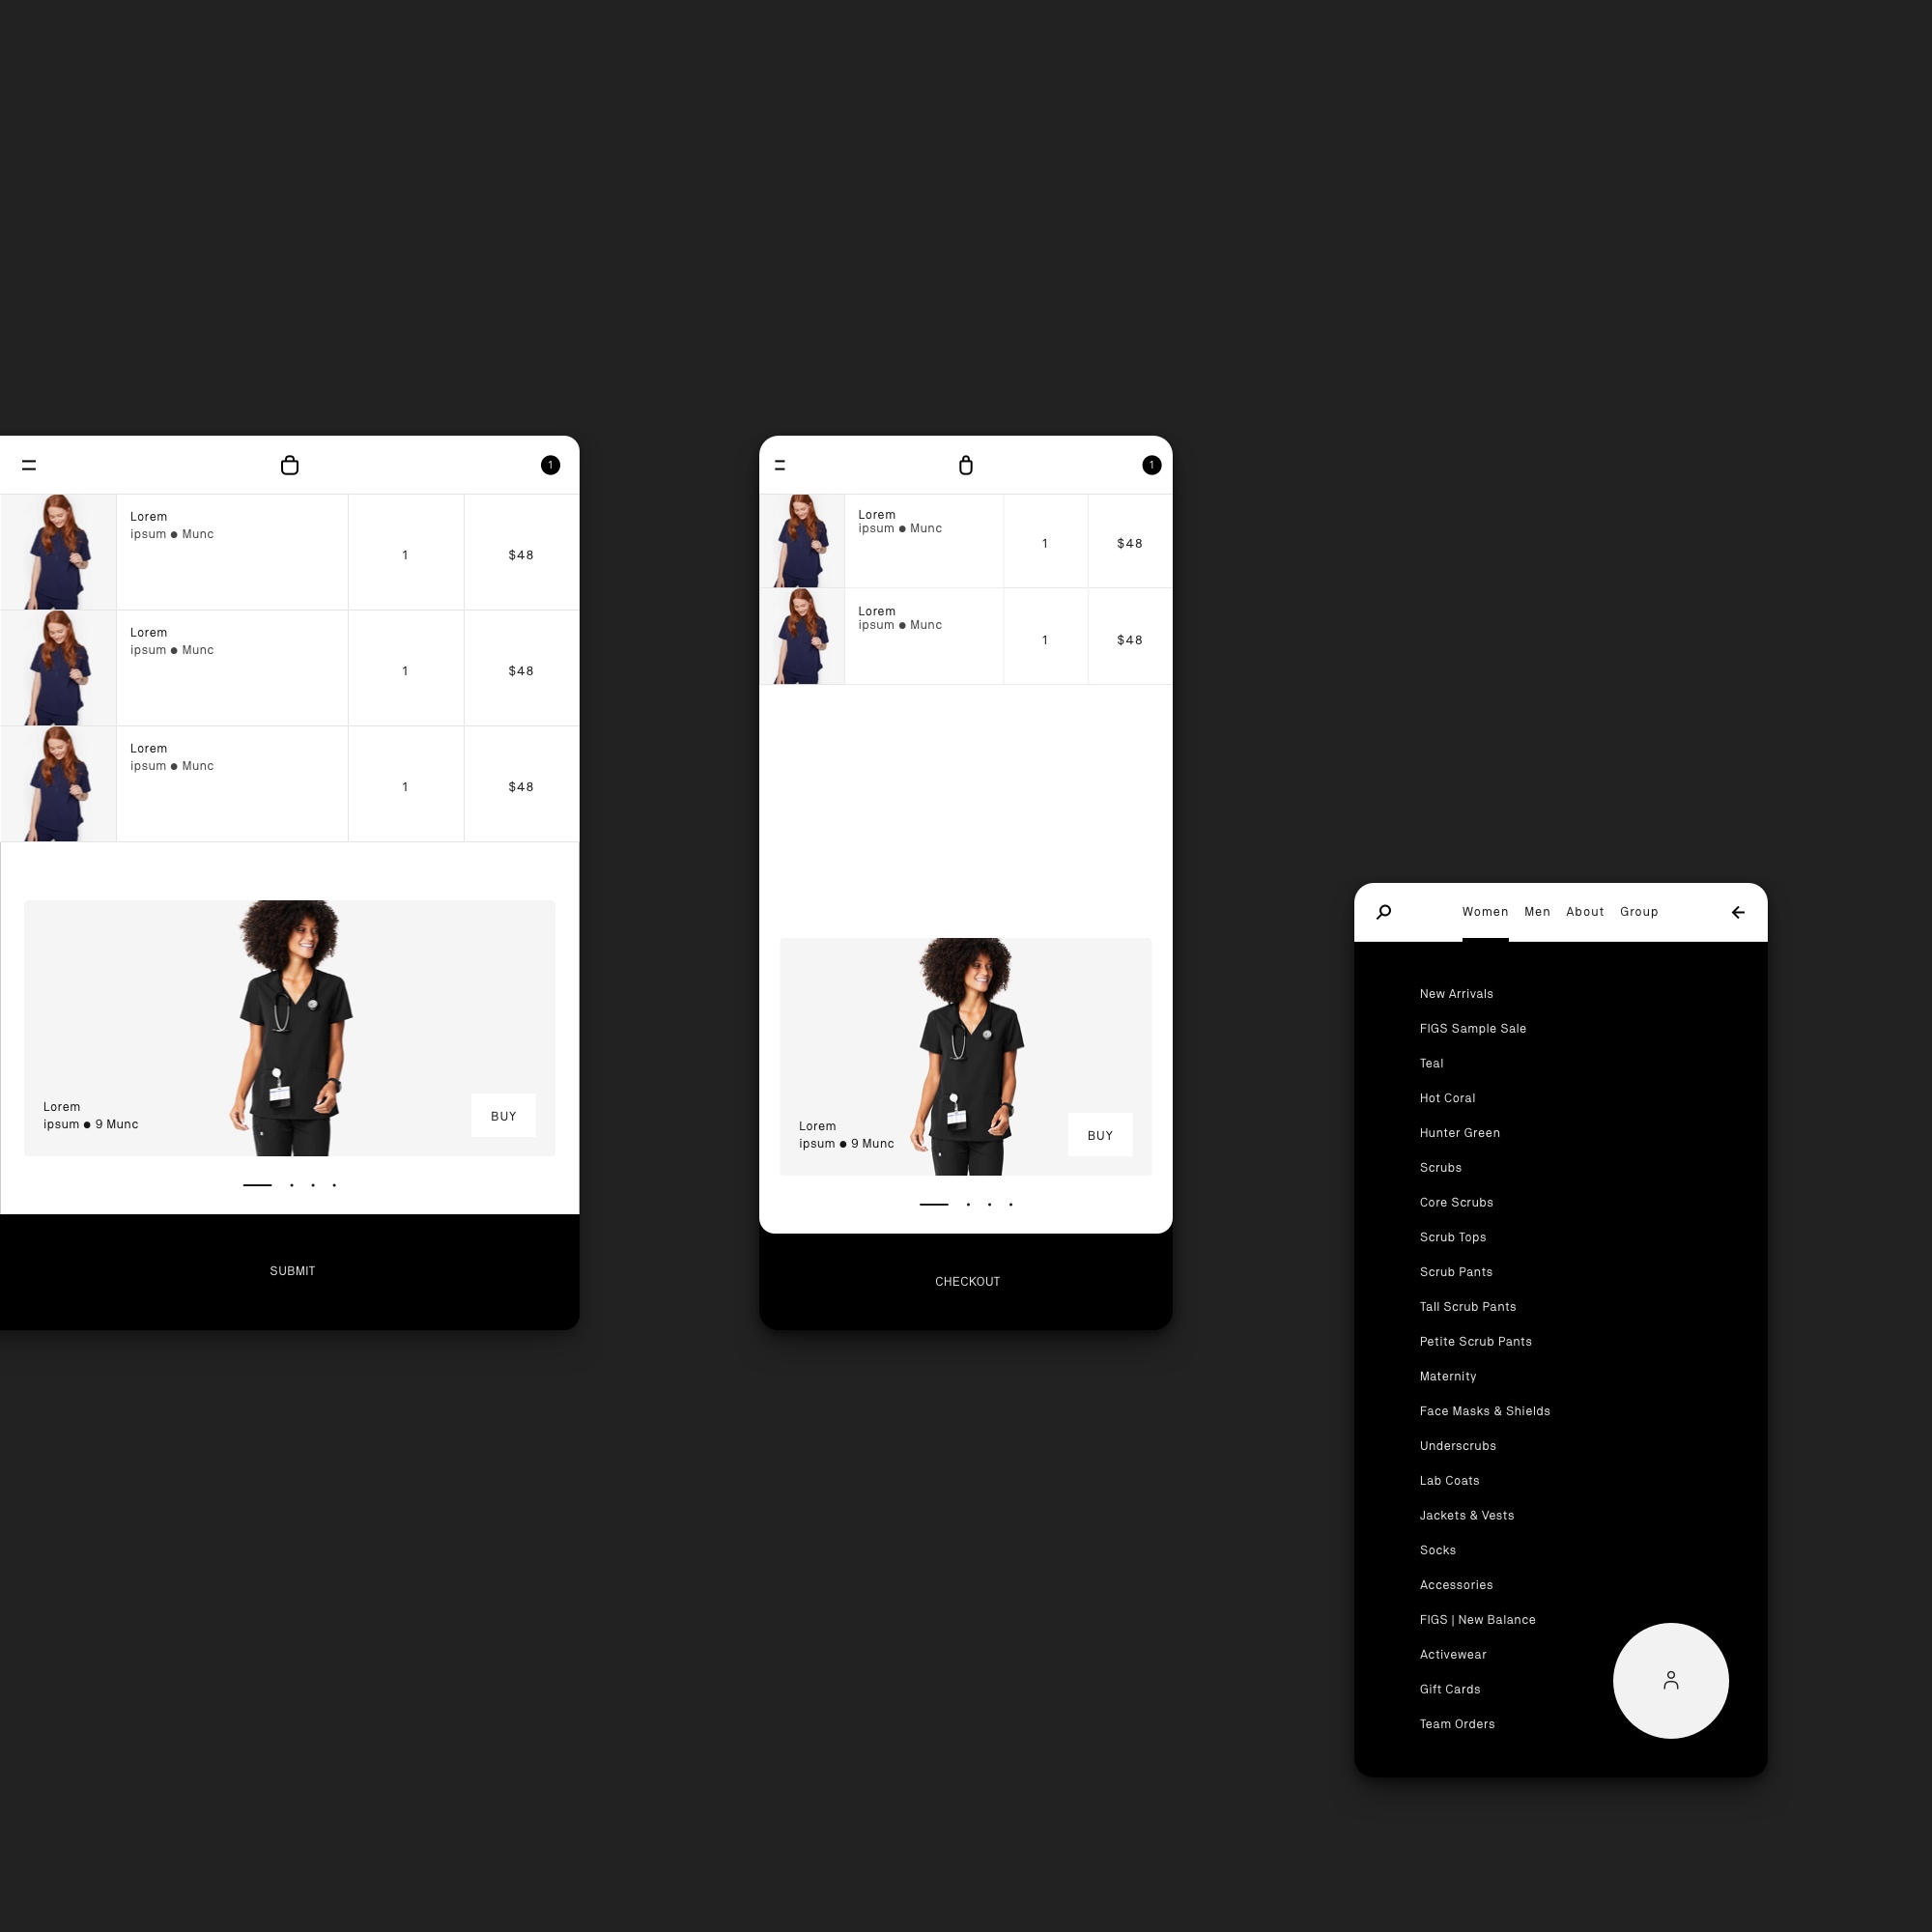 1
Lorem
ipsum ● Munc
1
$48
Lorem
ipsum ● Munc
1
$48
Lorem
ipsum ● Munc
1
$48
Lorem
ipsum ● 9 Munc
BUY
SUBMIT
1
Lorem
ipsum ● Munc
1
$48
Lorem
ipsum ● Munc
1
$48
Lorem
ipsum ● 9 Munc
BUY
CHECKOUT
Women Men About Group
New Arrivals
FIGS Sample Sale
Teal
Hot Coral
Hunter Green
Scrubs
Core Scrubs
Scrub Tops
Scrub Pants
Tall Scrub Pants
Petite Scrub Pants
Maternity
Face Masks & Shields
Underscrubs
Lab Coats
Jackets & Vests
Socks
Accessories
FIGS | New Balance
Activewear
Gift Cards
Team Orders